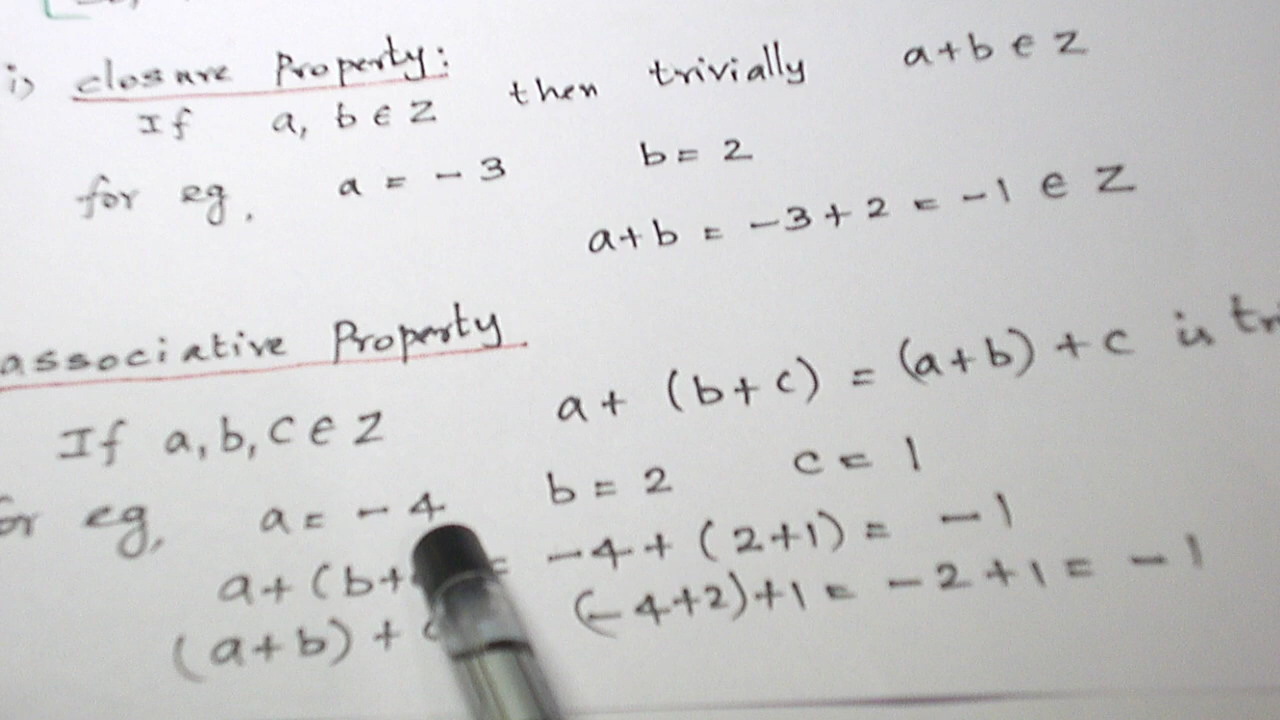 i) closure Property:
If a, b ∈ Z then trivially a+b ∈ Z
for eg. a = -3 b = 2
a+b = -3+2 = -1 ∈ Z
associative Property
If a,b,c ∈ Z a+ (b+c) = (a+b) +c is
for eg, a = -4 b = 2 c = 1
a+(b+ = -4+(2+1) = -1
(a+b) + (-4+2)+1 = -2+1 = -1